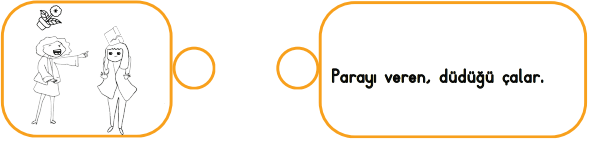 Parayı veren, düdüğü çalar.